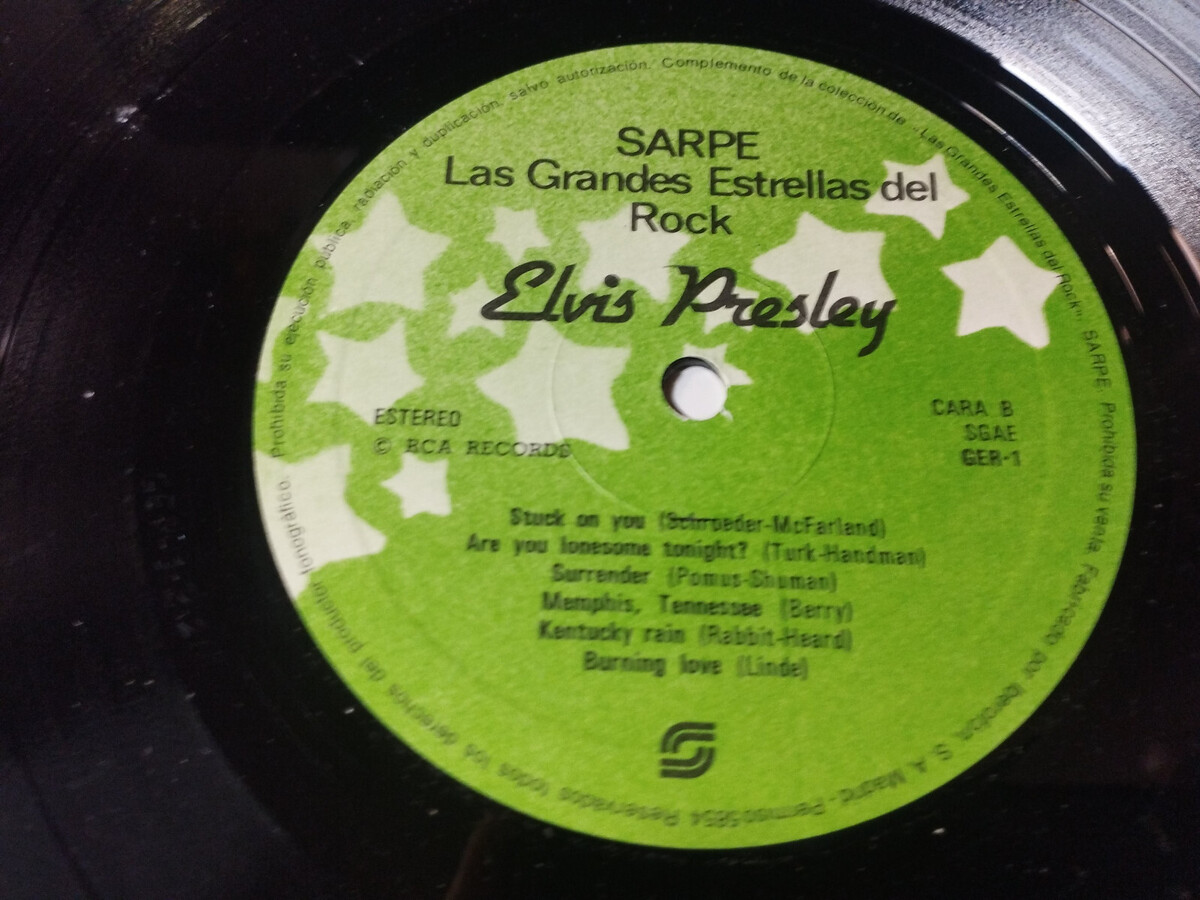 SARPE
Las Grandes Estrellas del
Rock
Elvis Presley
ESTEREO
© RCA RECORDS
CARA B
SGAE
GER-1
Stuck on you (Schroeder-McFarland)
Are you lonesome tonight? (Turk-Handman)
Surrender (Pomus-Shuman)
Memphis, Tennessee (Berry)
Kentucky rain (Rabbit-Heard)
Burning love (Linde)
Reservados todos los derechos del productor fonográfico. Prohibida su ejecución pública, radiación y duplicación, salvo autorización. Complemento de la colección de «Las Grandes Estrellas del Rock». SARPE. Prohibida su venta. Fabricado por Iberofón, S. A. Madrid - Permiso 5854